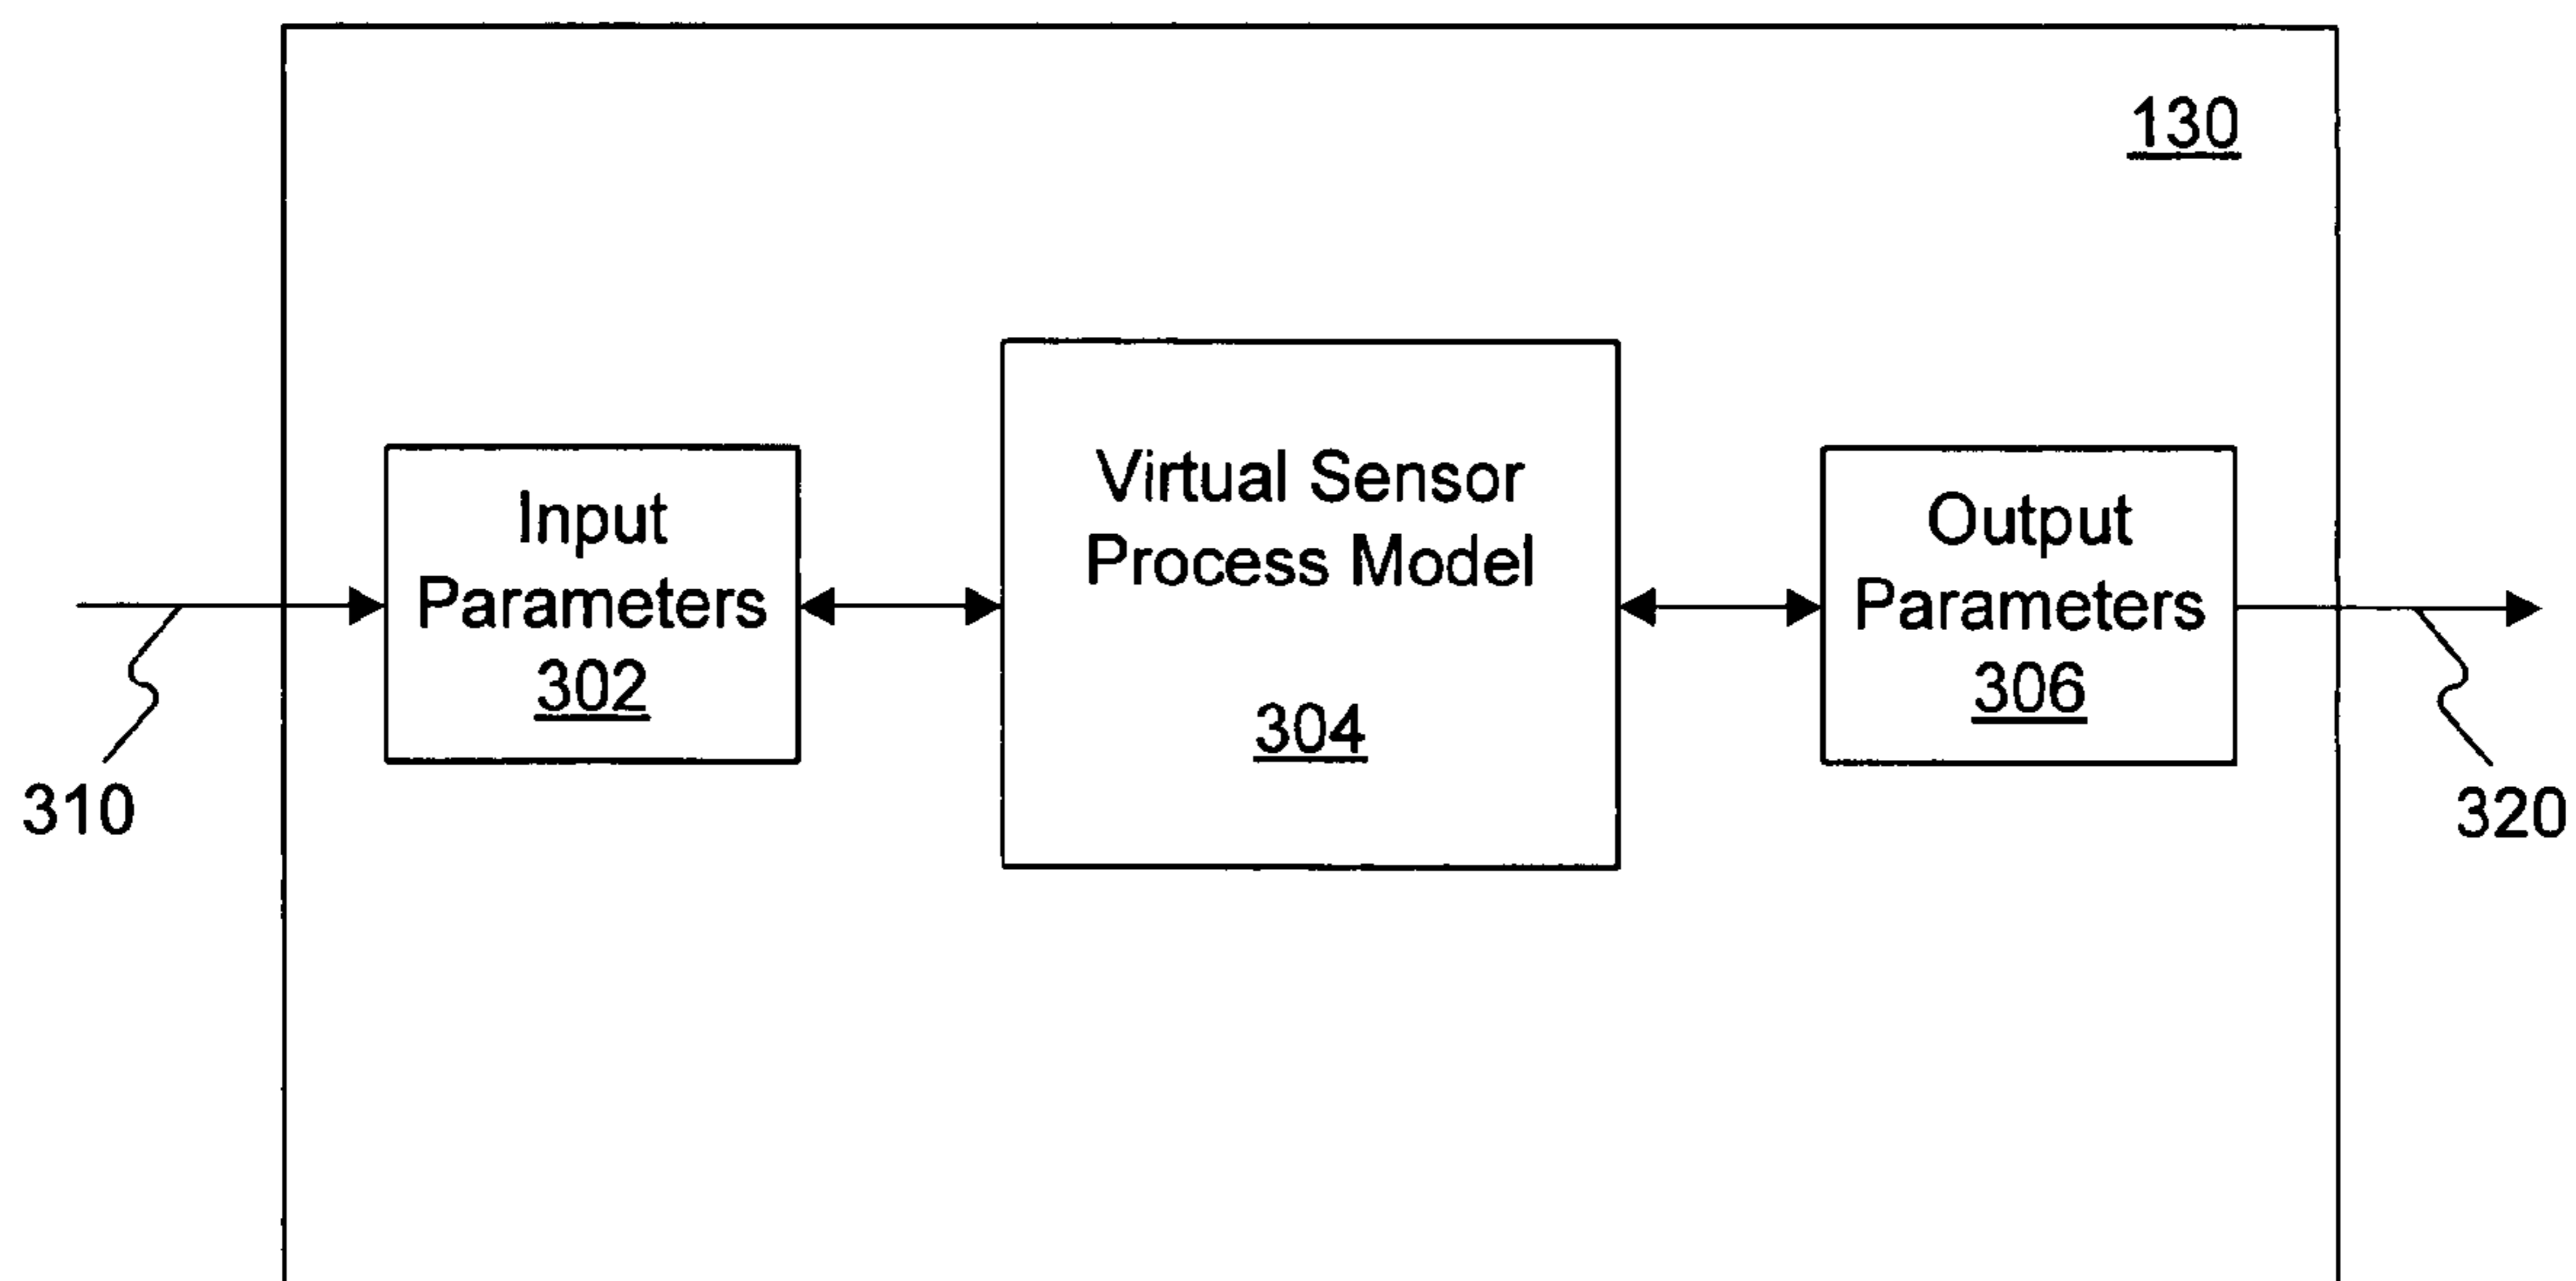 130
Input
Parameters
302
Virtual Sensor
Process Model
304
Output
Parameters
306
310
320